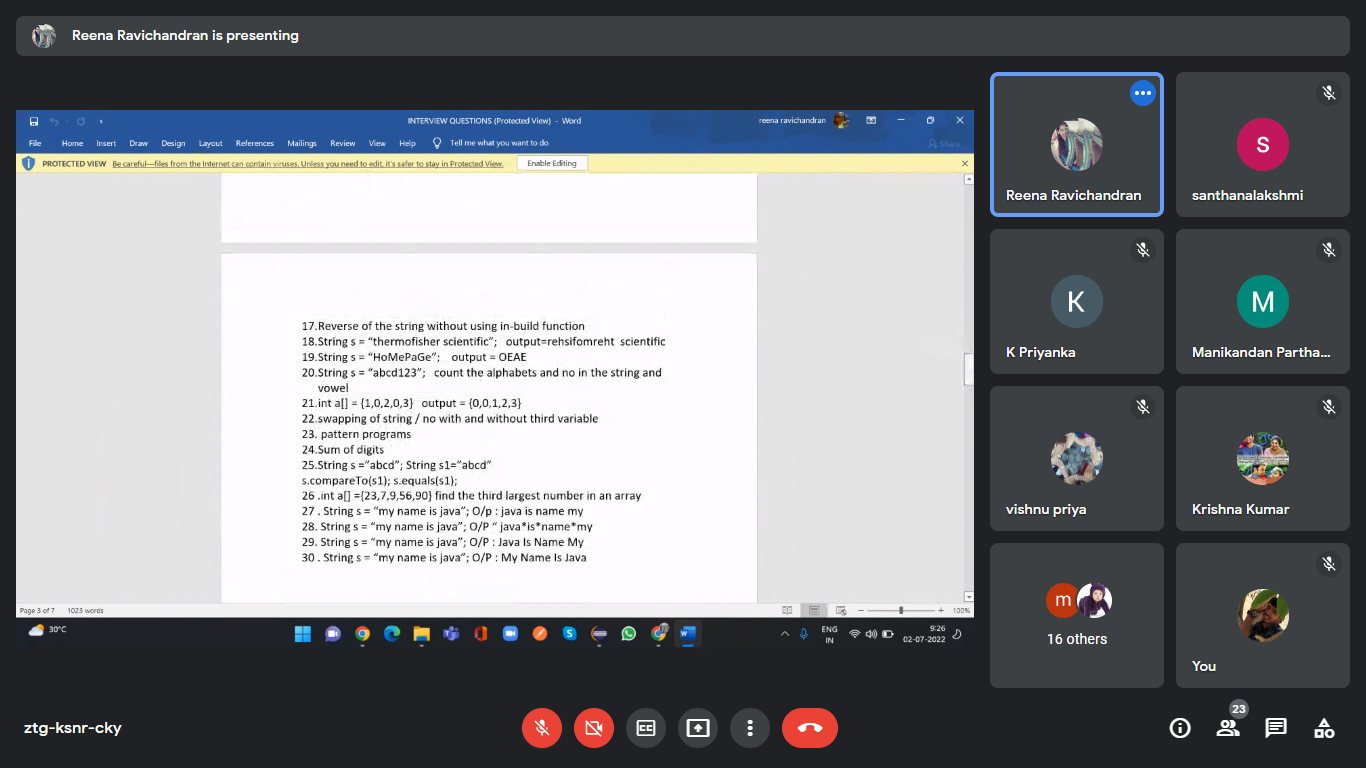 Reena Ravichandran is presenting
INTERVIEW QUESTIONS (Protected View) - Word
reena ravichandran
File Home Insert Draw Design Layout References Mailings Review View Help Tell me what you want to do Share
PROTECTED VIEW Be careful—files from the Internet can contain viruses. Unless you need to edit, it's safer to stay in Protected View. Enable Editing
17.Reverse of the string without using in-build function
18.String s = “thermofisher scientific”; output=rehsifomreht scientific
19.String s = “HoMePaGe”; output = OEAE
20.String s = “abcd123”; count the alphabets and no in the string and
vowel
21.int a[] = {1,0,2,0,3} output = {0,0,1,2,3}
22.swapping of string / no with and without third variable
23. pattern programs
24.Sum of digits
25.String s =”abcd”; String s1=”abcd”
s.compareTo(s1); s.equals(s1);
26 .int a[] ={23,7,9,56,90} find the third largest number in an array
27 . String s = “my name is java”; O/p : java is name my
28. String s = “my name is java”; O/P “ java*is*name*my
29. String s = “my name is java”; O/P : Java Is Name My
30 . String s = “my name is java”; O/P : My Name Is Java
Page 3 of 7 1023 words
100%
30°C
ENG
IN
9:26
02-07-2022
Reena Ravichandran
S
santhanalakshmi
K
K Priyanka
M
Manikandan Partha...
vishnu priya
Krishna Kumar
m
16 others
You
ztg-ksnr-cky
CC
23